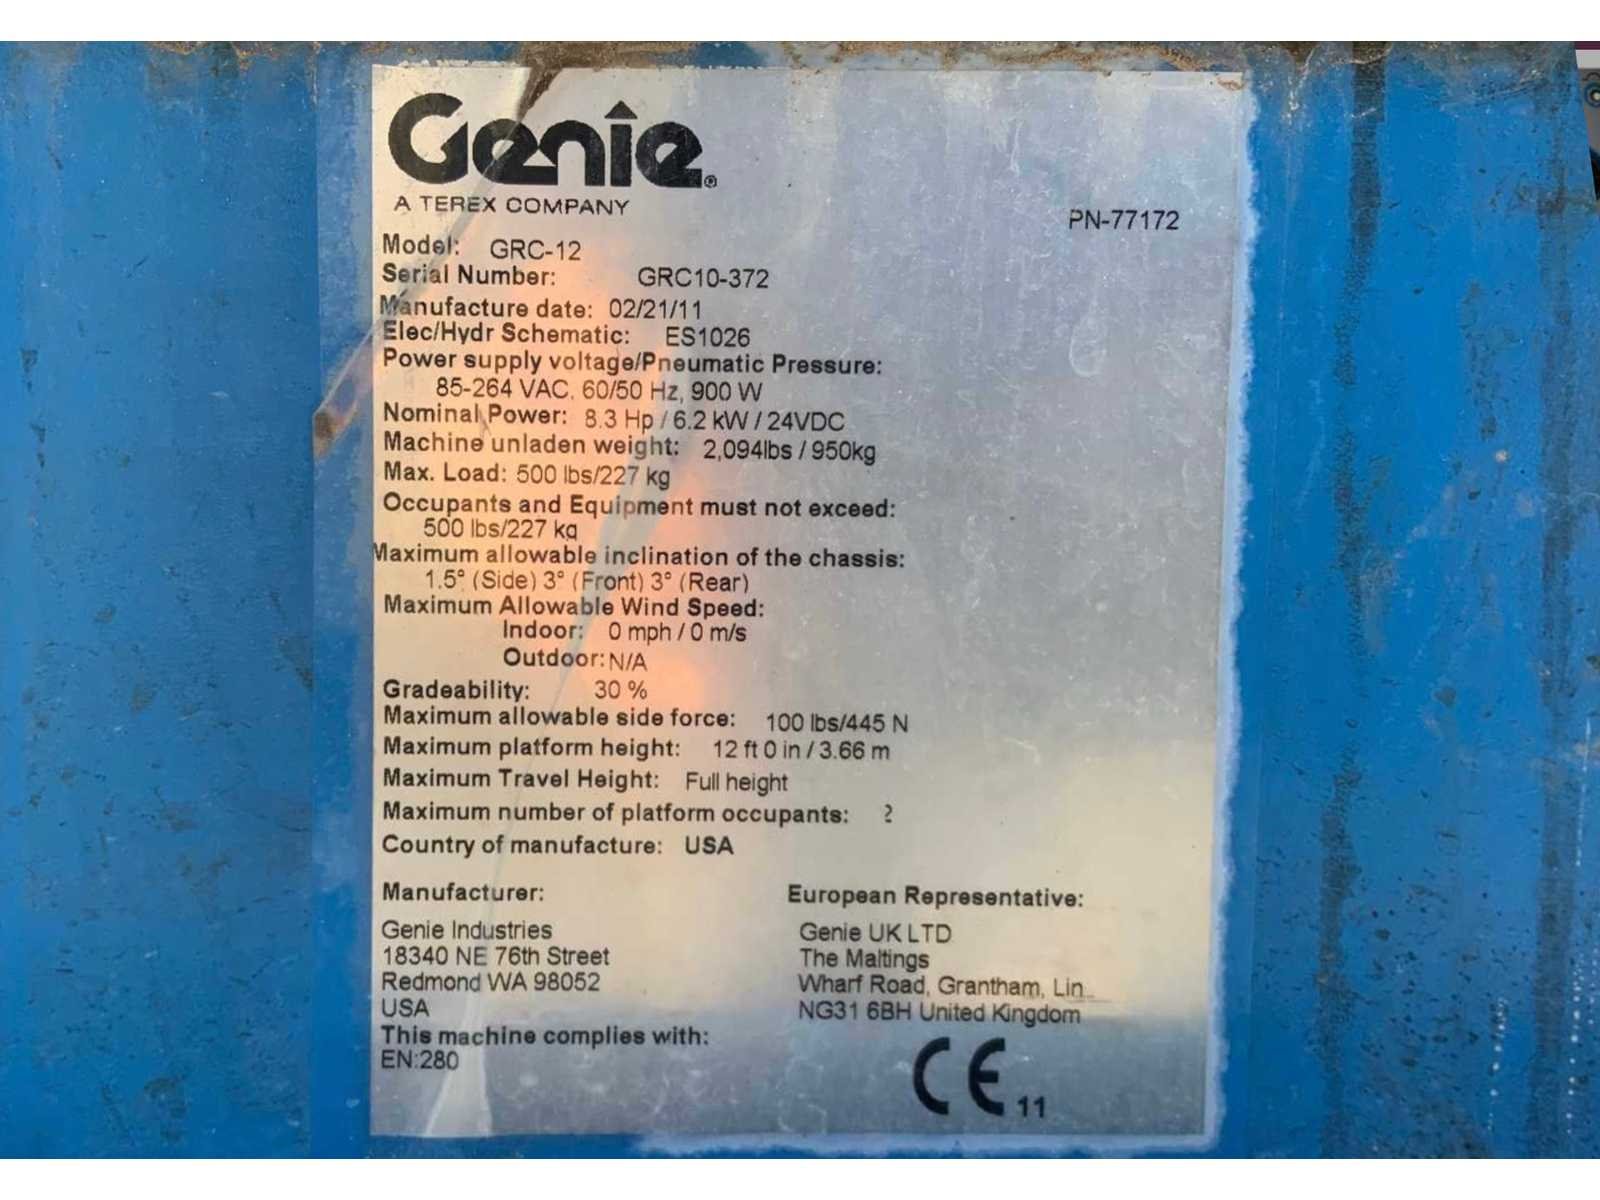 Genie®
A TEREX COMPANY
PN-77172
Model: GRC-12
Serial Number: GRC10-372
Manufacture date: 02/21/11
Elec/Hydr Schematic: ES1026
Power supply voltage/Pneumatic Pressure:
85-264 VAC, 60/50 Hz, 900 W
Nominal Power: 8.3 Hp / 6.2 kW / 24VDC
Machine unladen weight: 2,094lbs / 950kg
Max. Load: 500 lbs/227 kg
Occupants and Equipment must not exceed:
500 lbs/227 kg
Maximum allowable inclination of the chassis:
1.5° (Side) 3° (Front) 3° (Rear)
Maximum Allowable Wind Speed:
Indoor: 0 mph / 0 m/s
Outdoor: N/A
Gradeability: 30 %
Maximum allowable side force: 100 lbs/445 N
Maximum platform height: 12 ft 0 in / 3.66 m
Maximum Travel Height: Full height
Maximum number of platform occupants: 2
Country of manufacture: USA
Manufacturer:
Genie Industries
18340 NE 76th Street
Redmond WA 98052
USA
European Representative:
Genie UK LTD
The Maltings
Wharf Road, Grantham, Lin
NG31 6BH United Kingdom
This machine complies with:
EN:280
CE 11